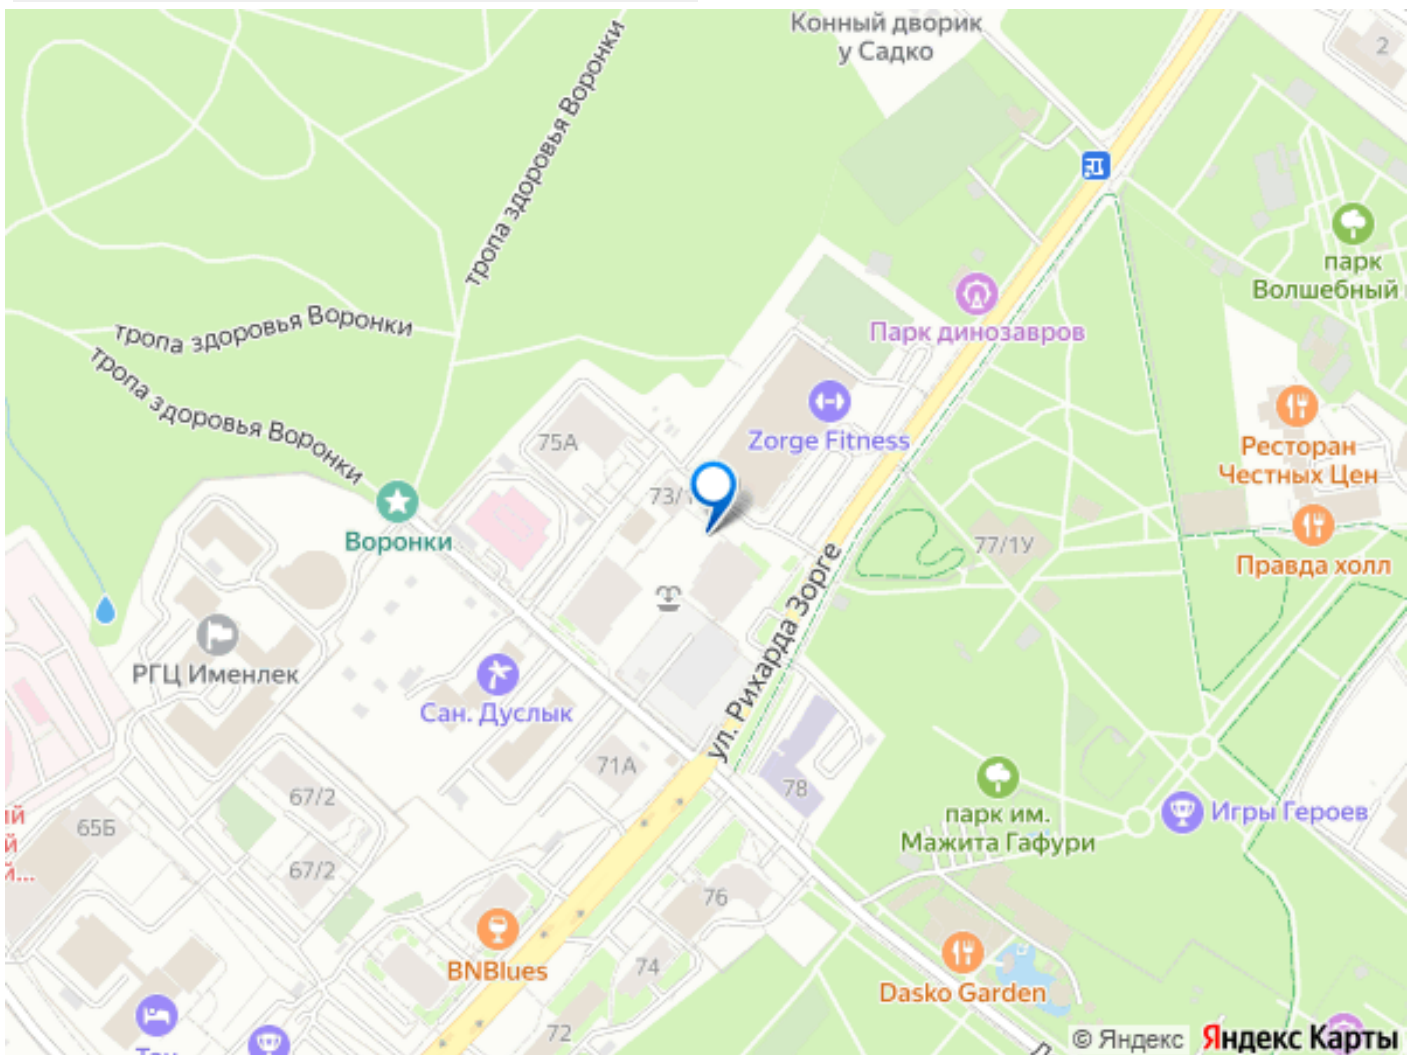 Конный дворик
у Садко
2
тропа здоровья Воронки
парк
Волшебный
Парк динозавров
тропа здоровья Воронки
тропа здоровья Воронки
75А
Zorge Fitness
Ресторан
Честных Цен
73/1
Воронки
77/1У
Правда холл
ул. Рихарда Зорге
РГЦ Именлек
Сан. Дуслык
71А
78
67/2
65Б
парк им.
Мажита Гафури
Игры Героев
67/2
76
BNBlues
74
Dasko Garden
72
© Яндекс
Яндекс Карты